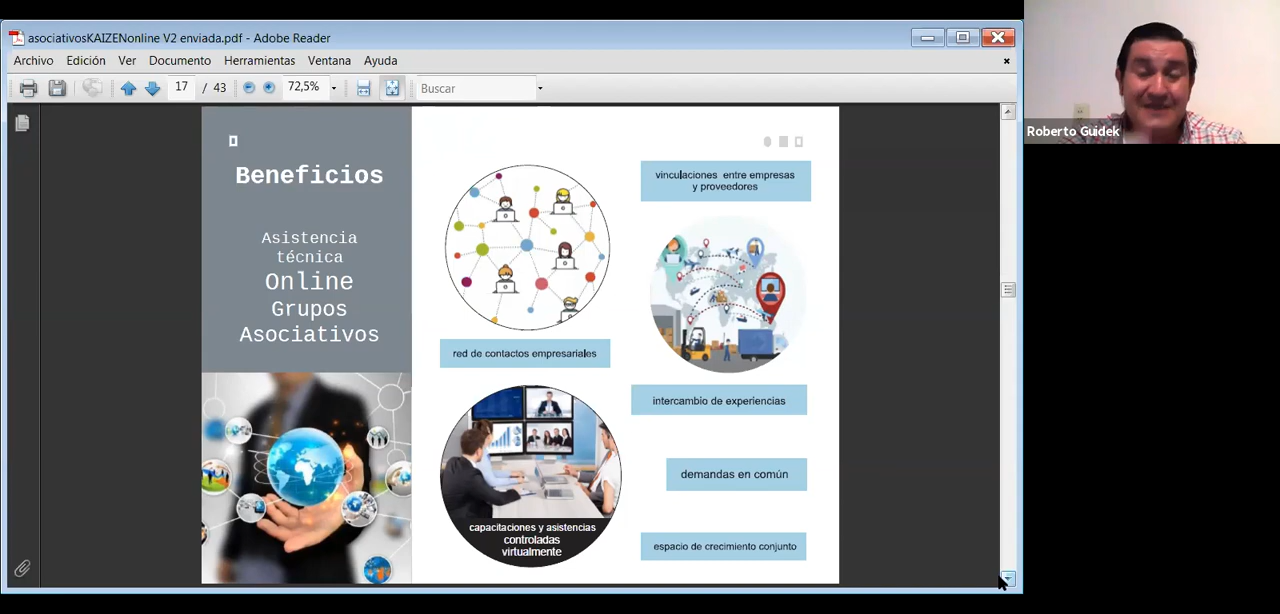 asociativosKAIZENonline V2 enviada.pdf - Adobe Reader
Archivo Edición Ver Documento Herramientas Ventana Ayuda
17 / 43 72,5% Buscar
Roberto Guidek
Beneficios
Asistencia
técnica
Online
Grupos
Asociativos
vinculaciones entre empresas
y proveedores
red de contactos empresariales
intercambio de experiencias
demandas en común
capacitaciones y asistencias
controladas
virtualmente
espacio de crecimiento conjunto